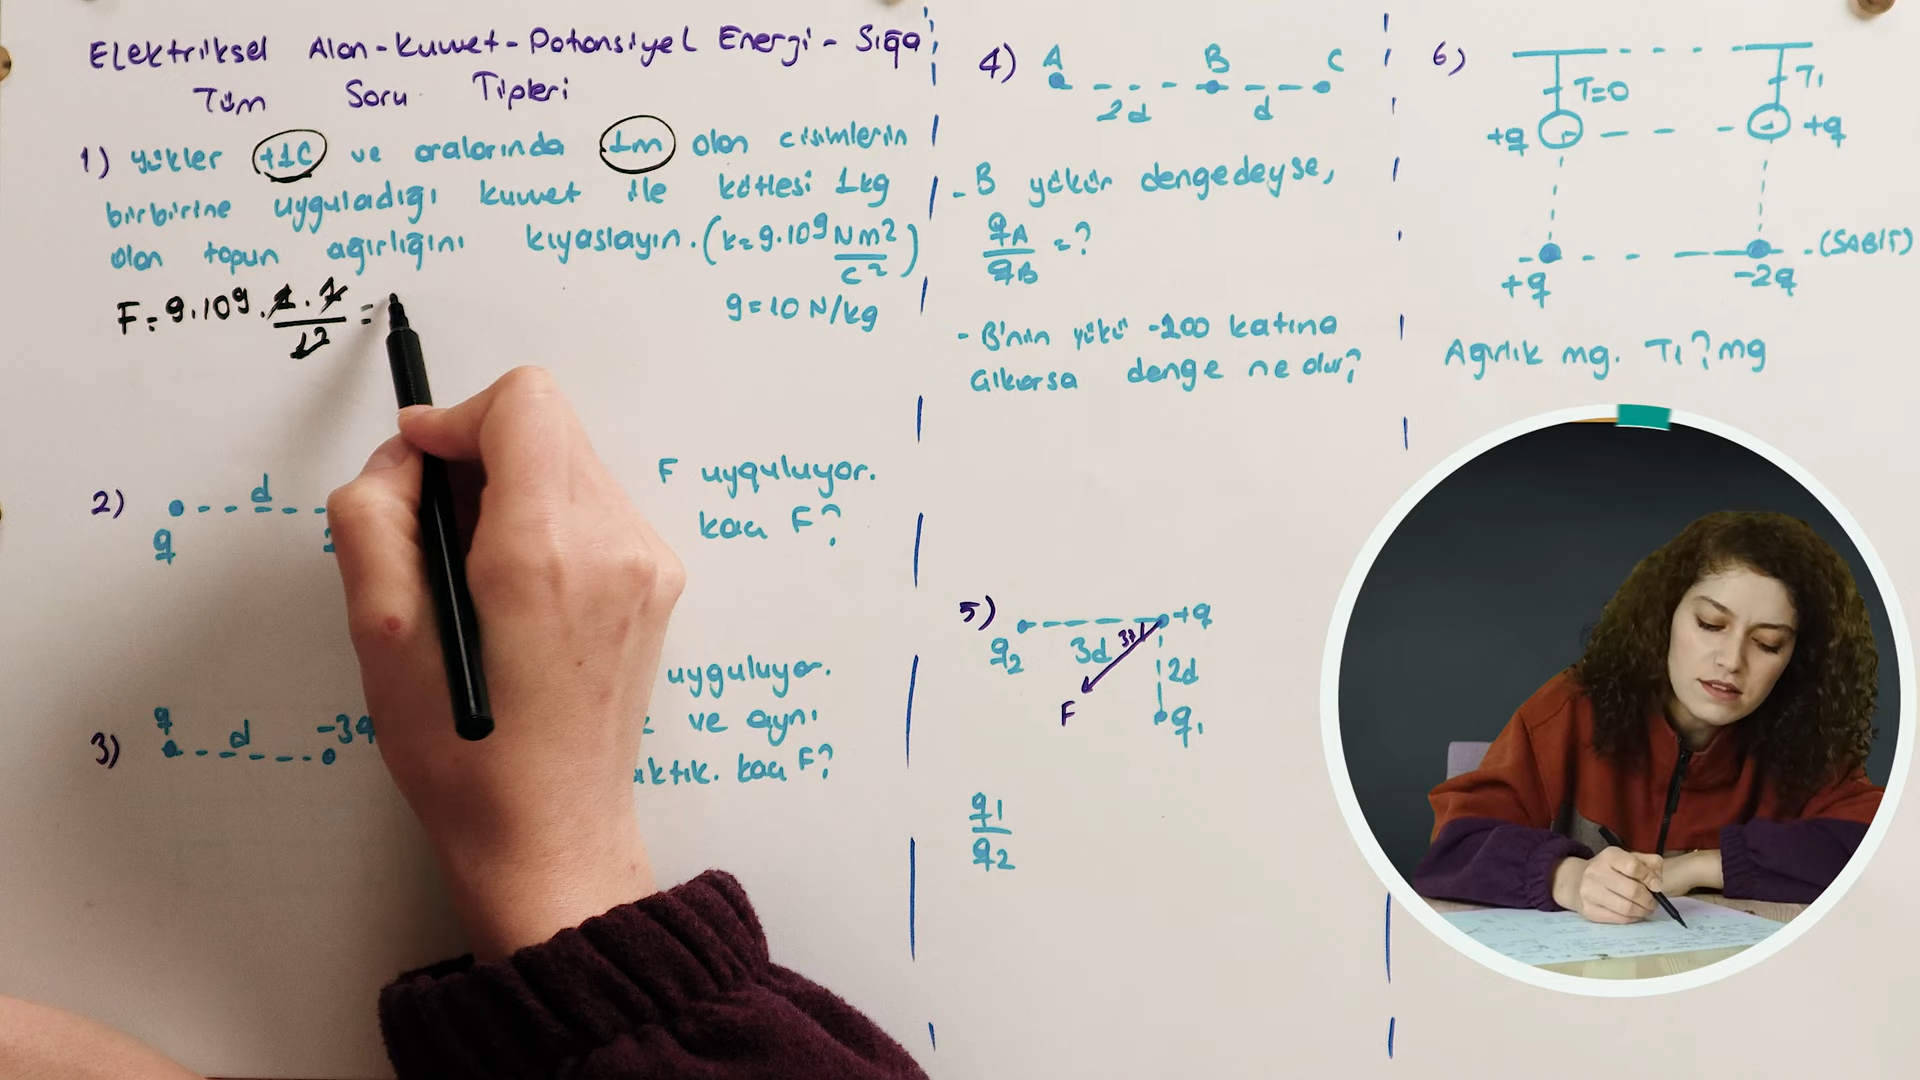 Elektriksel Alan-Kuvvet-Potansiyel Energi-Sığa
Tüm Soru Tipleri
1) Yükler +1C ve aralarında 1m olan cisimlerin
birbirine uyguladığı kuvvet ile kütlesi 1kg
olan topun ağırlığını kıyaslayın. (k=9.10⁹ Nm²/C²)
g=10 N/kg
F=9.10⁹. 1.1/1² =
2) d
q
F uyguluyor.
kaç F?
3) q d -3q
uyguluyor.
ve aynı
kaç F?
4) A B C
2d d
-B yükü dengedeyse,
qA/qB =?
-B'nin yükü -200 katına
çıkarsa denge ne olur?
5) +q
q2 3d
2d
F
q1
q1/q2
6)
T=0 T1
+q +q
-(SABİT)
+q -2q
Ağırlık mg. T1 ? mg